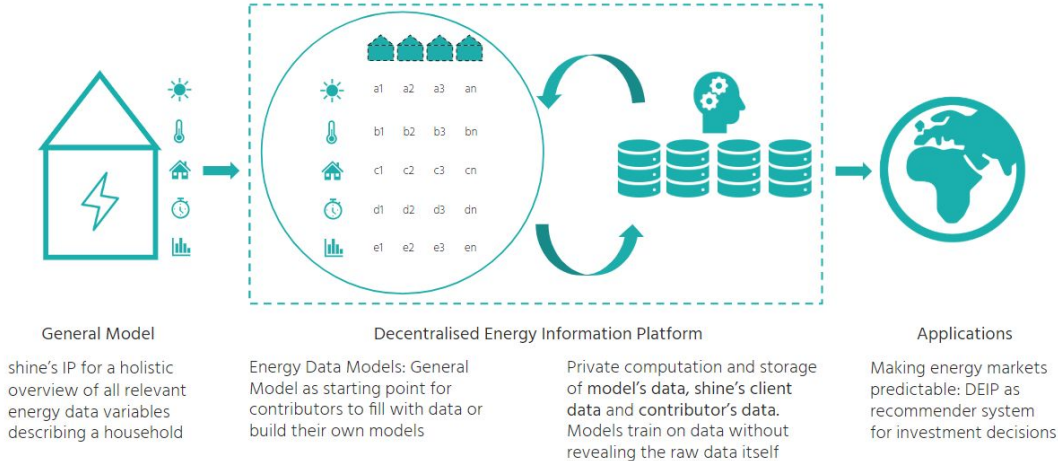 a1 a2 a3 an
b1 b2 b3 bn
c1 c2 c3 cn
d1 d2 d3 dn
e1 e2 e3 en
General Model
shine's IP for a holistic
overview of all relevant
energy data variables
describing a household
Decentralised Energy Information Platform
Energy Data Models: General
Model as starting point for
contributors to fill with data or
build their own models
Private computation and storage
of model's data, shine's client
data and contributor's data.
Models train on data without
revealing the raw data itself
Applications
Making energy markets
predictable: DEIP as
recommender system
for investment decisions